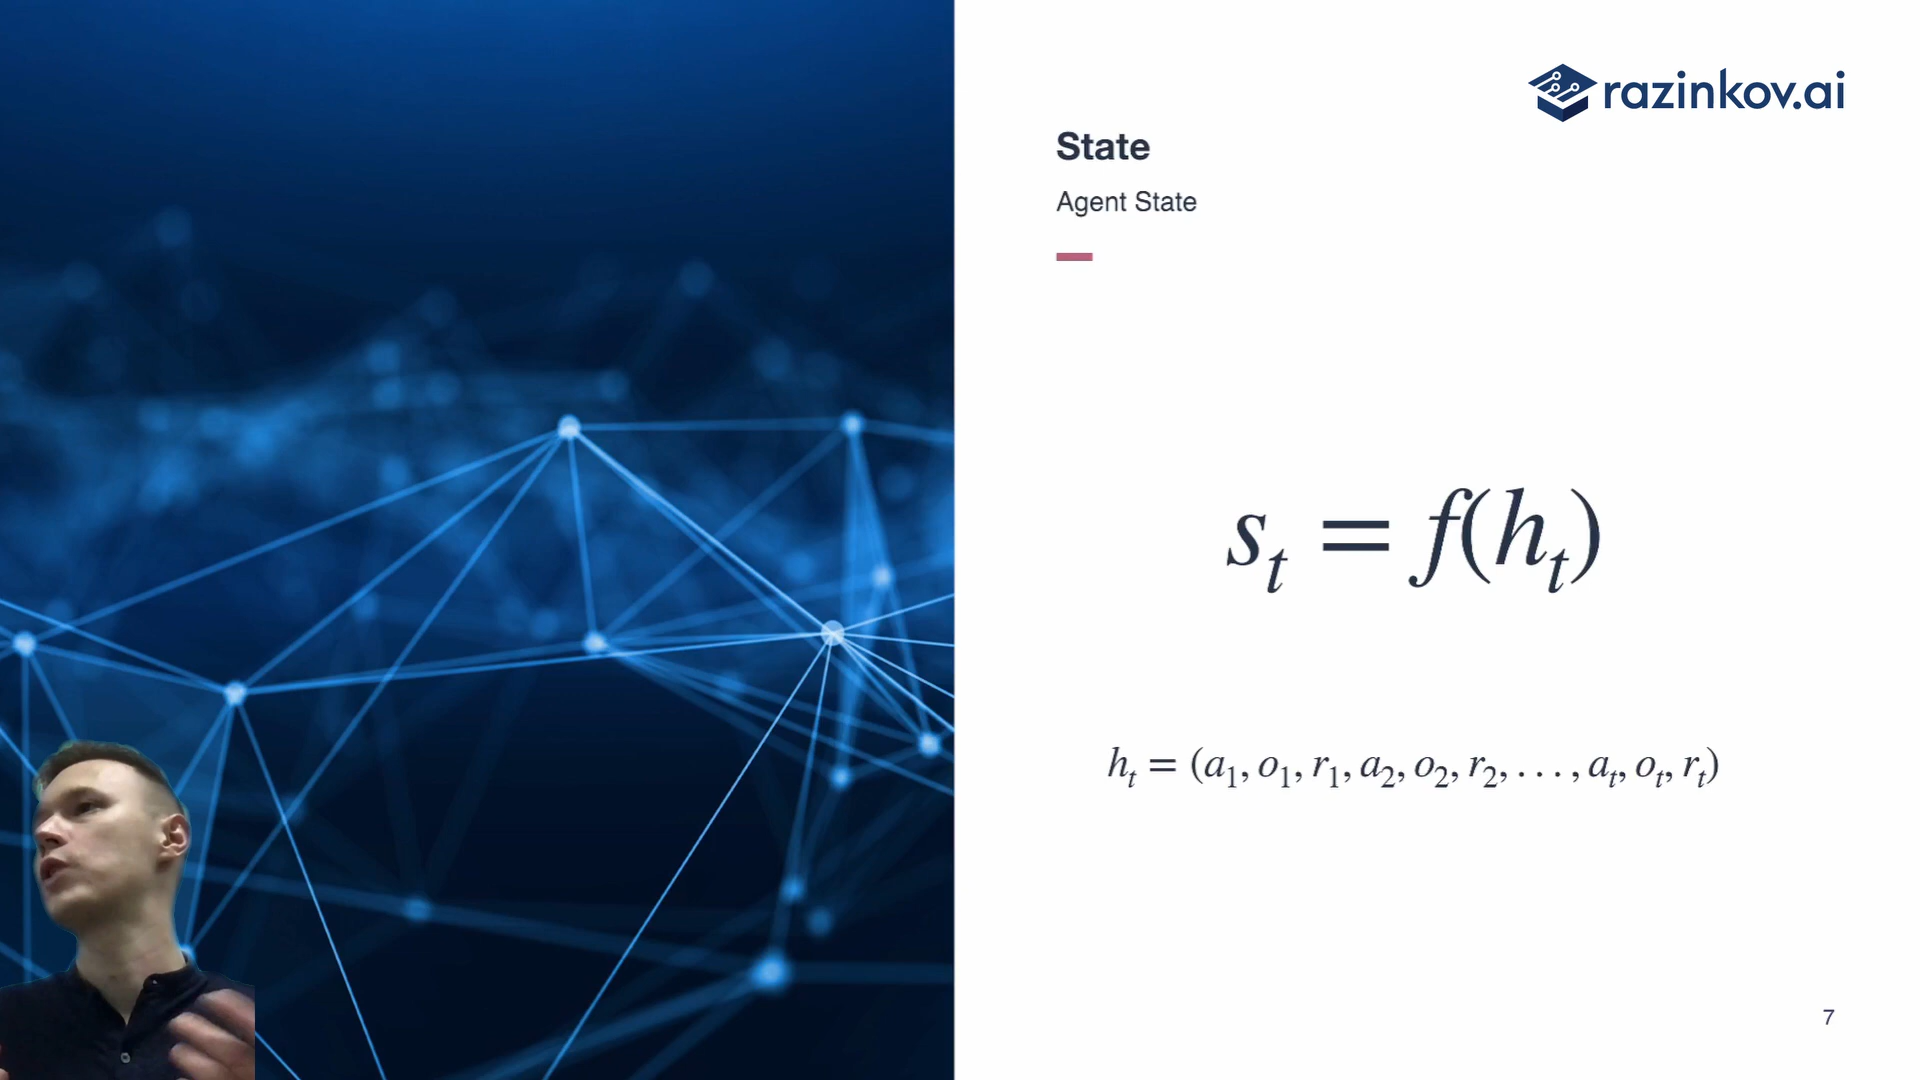 razinkov.ai
State
Agent State
s_t = f(h_t)
h_t = (a_1, o_1, r_1, a_2, o_2, r_2, . . . , a_t, o_t, r_t)
7